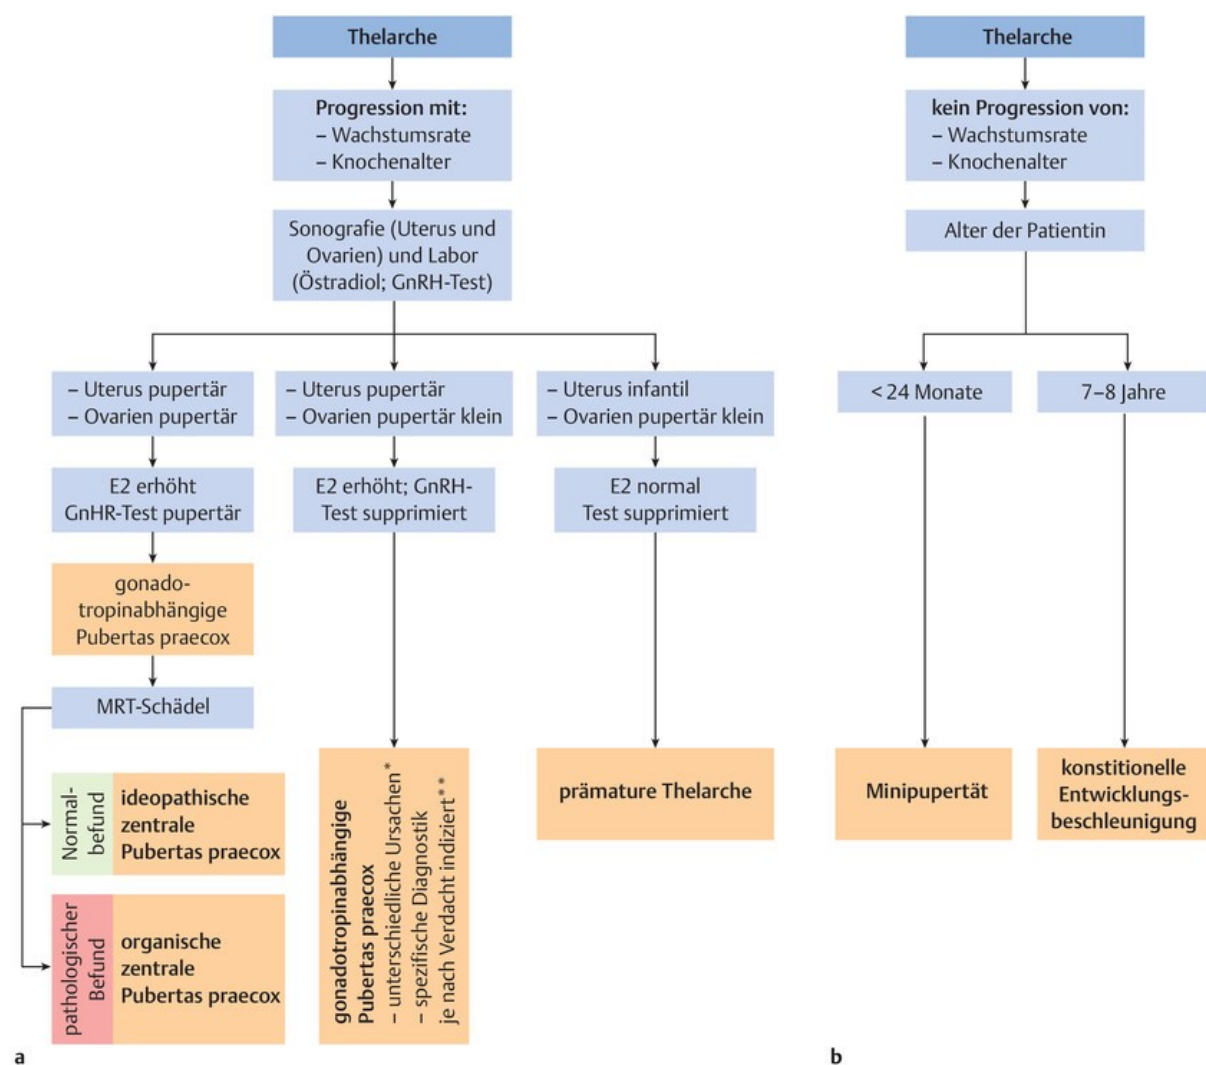 Thelarche
Progression mit:
– Wachstumsrate
– Knochenalter
Sonografie (Uterus und
Ovarien) und Labor
(Östradiol; GnRH-Test)
– Uterus pupertär
– Ovarien pupertär
E2 erhöht
GnHR-Test pupertär
gonado-
tropinabhängige
Pubertas praecox
MRT-Schädel
Normal-
befund
ideopathische
zentrale
Pubertas praecox
pathologischer
Befund
organische
zentrale
Pubertas praecox
– Uterus pupertär
– Ovarien pupertär klein
E2 erhöht; GnRH-
Test supprimiert
gonadotropinabhängige
Pubertas praecox
– unterschiedliche Ursachen*
– spezifische Diagnostik
je nach Verdacht indiziert**
– Uterus infantil
– Ovarien pupertär klein
E2 normal
Test supprimiert
prämature Thelarche
a
Thelarche
kein Progression von:
– Wachstumsrate
– Knochenalter
Alter der Patientin
< 24 Monate
Minipupertät
7–8 Jahre
konstitionelle
Entwicklungs-
beschleunigung
b